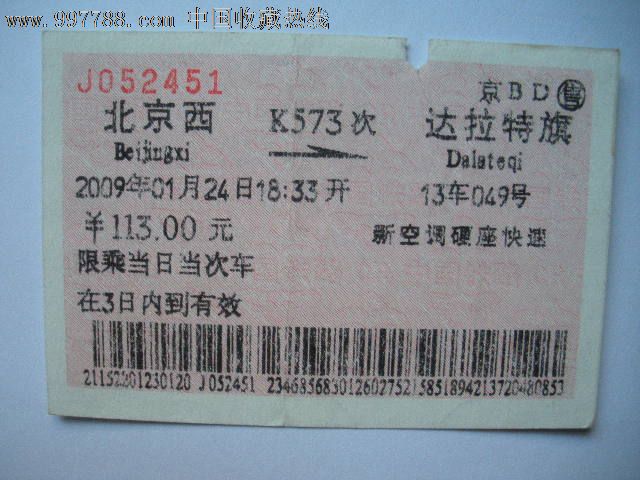 www.997788.com 中国收藏热线
J052451
京BD 售
北京西 K573次 达拉特旗
Beijingxi Dalateqi
2009年01月24日18:33开 13车049号
￥113.00元 新空调硬座快速
限乘当日当次车
在3日内到有效
21152201230120 J052451 2346856830126027752158518942137204​80853